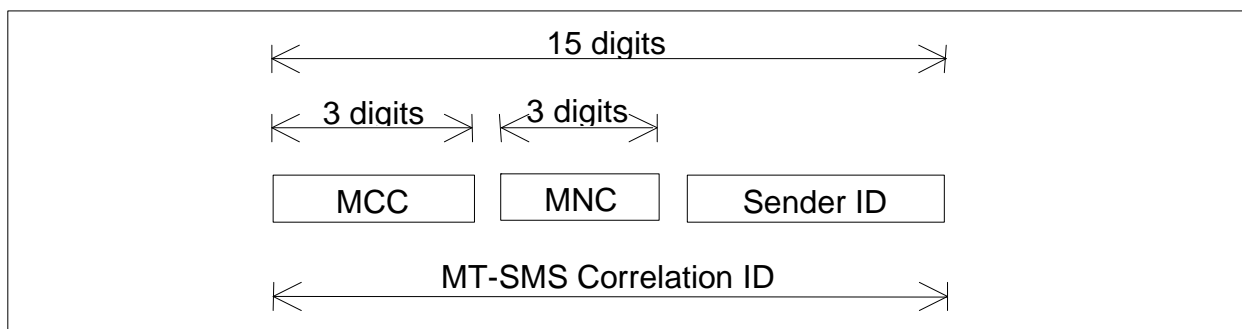 15 digits
3 digits 3 digits
MCC MNC Sender ID
MT-SMS Correlation ID